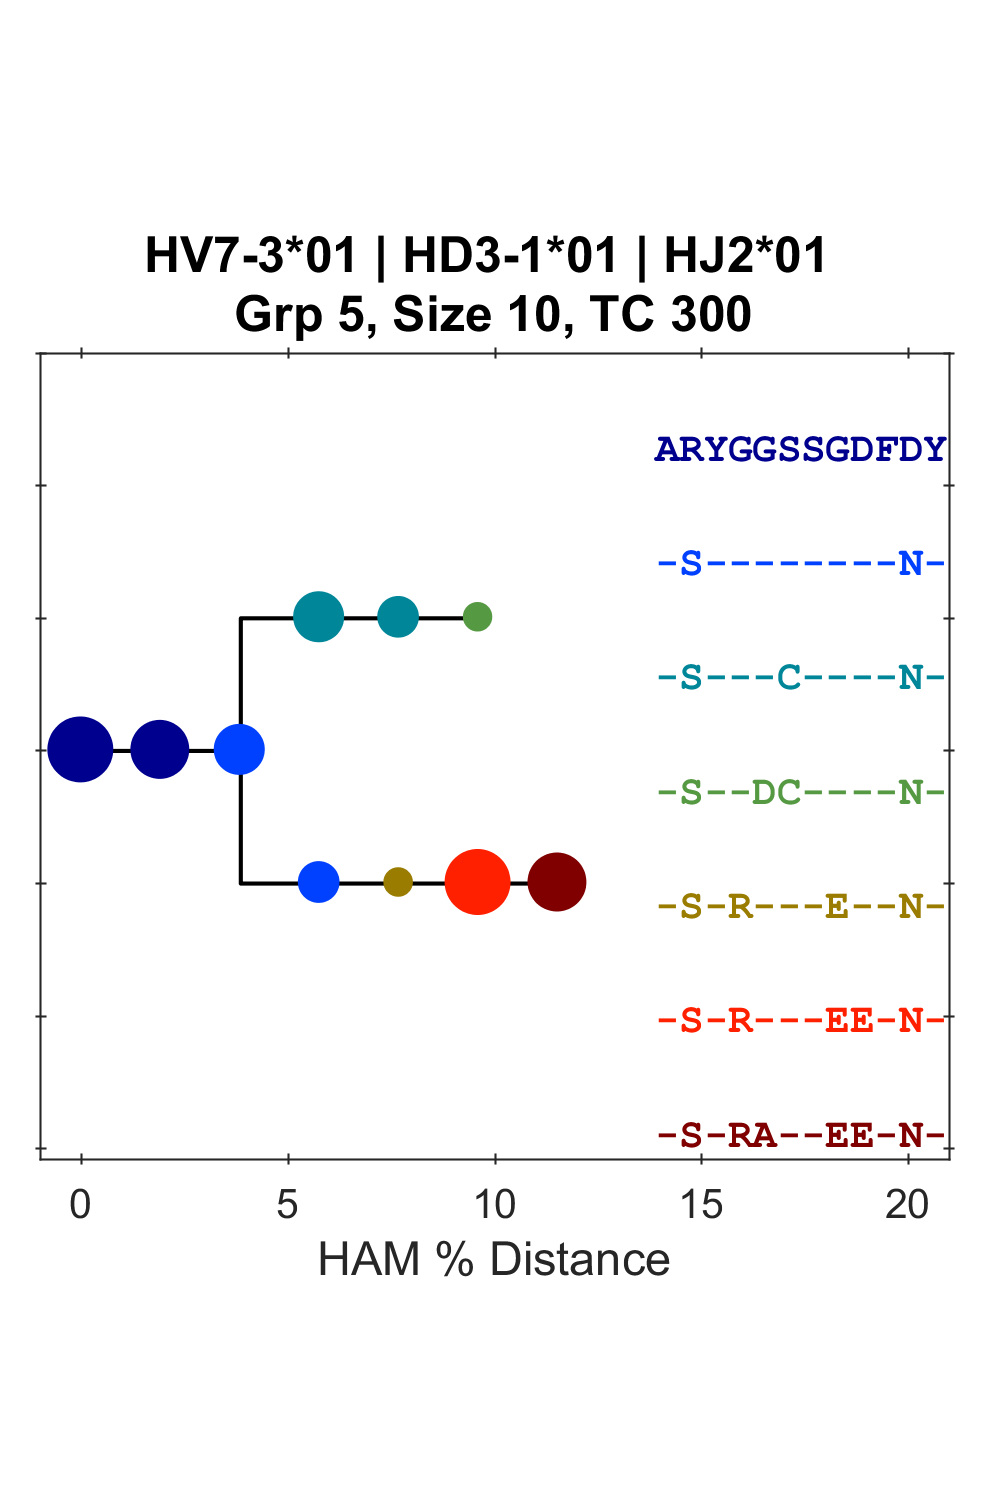 HV7-3*01 | HD3-1*01 | HJ2*01
Grp 5, Size 10, TC 300
ARYGGSSGDFDY
-S--------N-
-S---C----N-
-S--DC----N-
-S-R---E--N-
-S-R---EE-N-
-S-RA--EE-N-
0 5 10 15 20
HAM % Distance